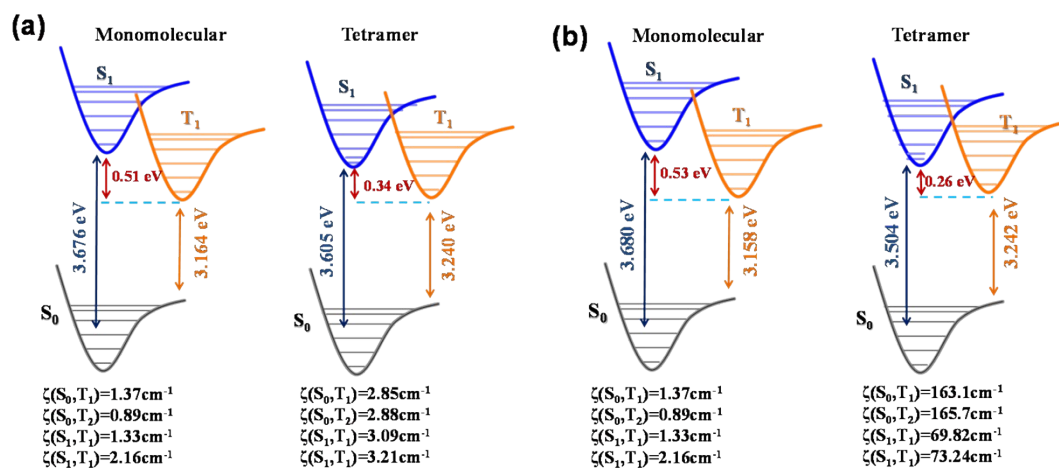 (a)
Monomolecular
S₁
T₁
0.51 eV
3.676 eV
3.164 eV
S₀
ζ(S₀,T₁)=1.37cm⁻¹
ζ(S₀,T₂)=0.89cm⁻¹
ζ(S₁,T₁)=1.33cm⁻¹
ζ(S₁,T₁)=2.16cm⁻¹
Tetramer
S₁
T₁
0.34 eV
3.605 eV
3.240 eV
S₀
ζ(S₀,T₁)=2.85cm⁻¹
ζ(S₀,T₂)=2.88cm⁻¹
ζ(S₁,T₁)=3.09cm⁻¹
ζ(S₁,T₁)=3.21cm⁻¹
(b)
Monomolecular
S₁
T₁
0.53 eV
3.680 eV
3.158 eV
S₀
ζ(S₀,T₁)=1.37cm⁻¹
ζ(S₀,T₂)=0.89cm⁻¹
ζ(S₁,T₁)=1.33cm⁻¹
ζ(S₁,T₁)=2.16cm⁻¹
Tetramer
S₁
T₁
0.26 eV
3.504 eV
3.242 eV
S₀
ζ(S₀,T₁)=163.1cm⁻¹
ζ(S₀,T₂)=165.7cm⁻¹
ζ(S₁,T₁)=69.82cm⁻¹
ζ(S₁,T₁)=73.24cm⁻¹